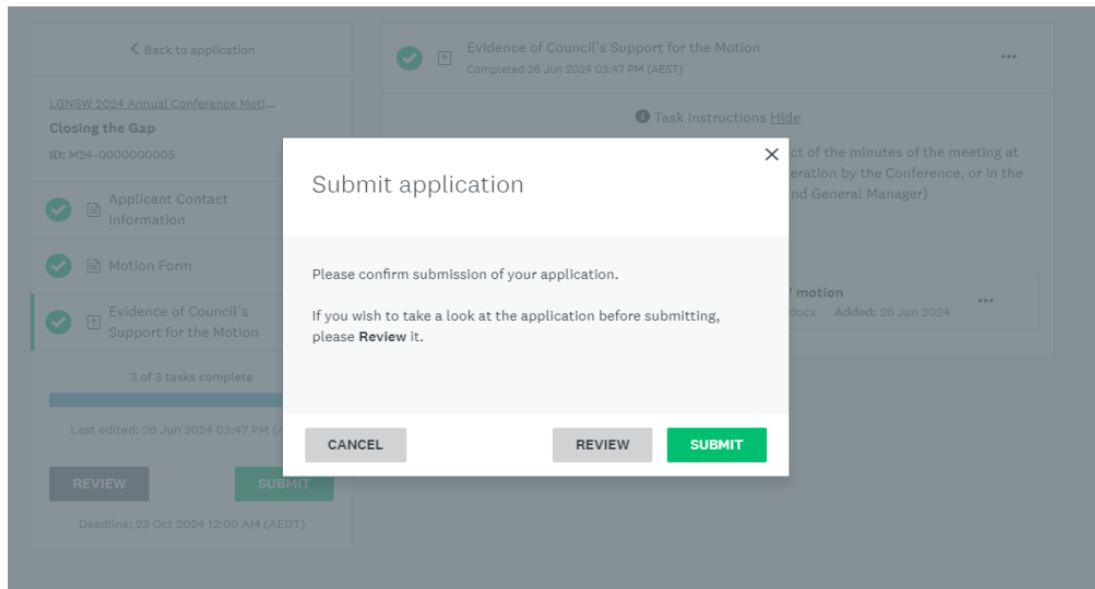 Back to application
LGNSW 2024 Annual Conference Moti...
Closing the Gap
ID: M24-0000000005
Applicant Contact
Information
Motion Form
Evidence of Council's
Support for the Motion
3 of 3 tasks complete
Last edited: 26 Jun 2024 03:47 PM (A
REVIEW
SUBMIT
Deadline: 23 Oct 2024 12:00 AM (AEDT)
Evidence of Council's Support for the Motion
Completed 26 Jun 2024 03:47 PM (AEST)
Task instructions Hide
ct of the minutes of the meeting at
eration by the Conference, or in the
nd General Manager)
' motion
docx Added: 26 Jun 2024
Submit application
Please confirm submission of your application.
If you wish to take a look at the application before submitting,
please Review it.
CANCEL
REVIEW
SUBMIT